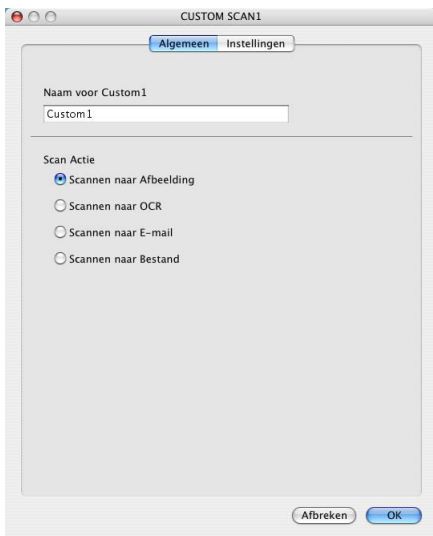 CUSTOM SCAN1
Algemeen Instellingen
Naam voor Custom1
Custom1
Scan Actie
Scannen naar Afbeelding
Scannen naar OCR
Scannen naar E-mail
Scannen naar Bestand
Afbreken OK